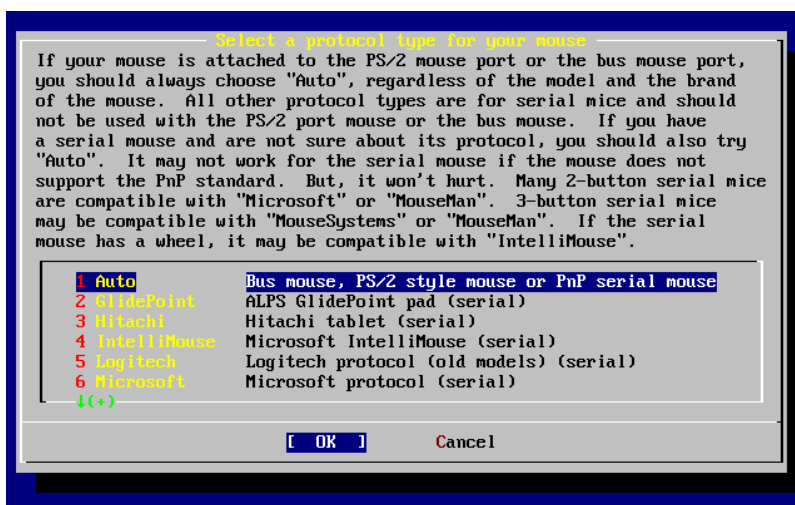 Select a protocol type for your mouse
If your mouse is attached to the PS/2 mouse port or the bus mouse port,
you should always choose "Auto", regardless of the model and the brand
of the mouse.  All other protocol types are for serial mice and should
not be used with the PS/2 port mouse or the bus mouse.  If you have
a serial mouse and are not sure about its protocol, you should also try
"Auto".  It may not work for the serial mouse if the mouse does not
support the PnP standard.  But, it won't hurt.  Many 2-button serial mice
are compatible with "Microsoft" or "MouseMan".  3-button serial mice
may be compatible with "MouseSystems" or "MouseMan".  If the serial
mouse has a wheel, it may be compatible with "IntelliMouse".
1 Auto Bus mouse, PS/2 style mouse or PnP serial mouse
2 GlidePoint ALPS GlidePoint pad (serial)
3 Hitachi Hitachi tablet (serial)
4 IntelliMouse Microsoft IntelliMouse (serial)
5 Logitech Logitech protocol (old models) (serial)
6 Microsoft Microsoft protocol (serial)
↓(+)
[ OK ] Cancel